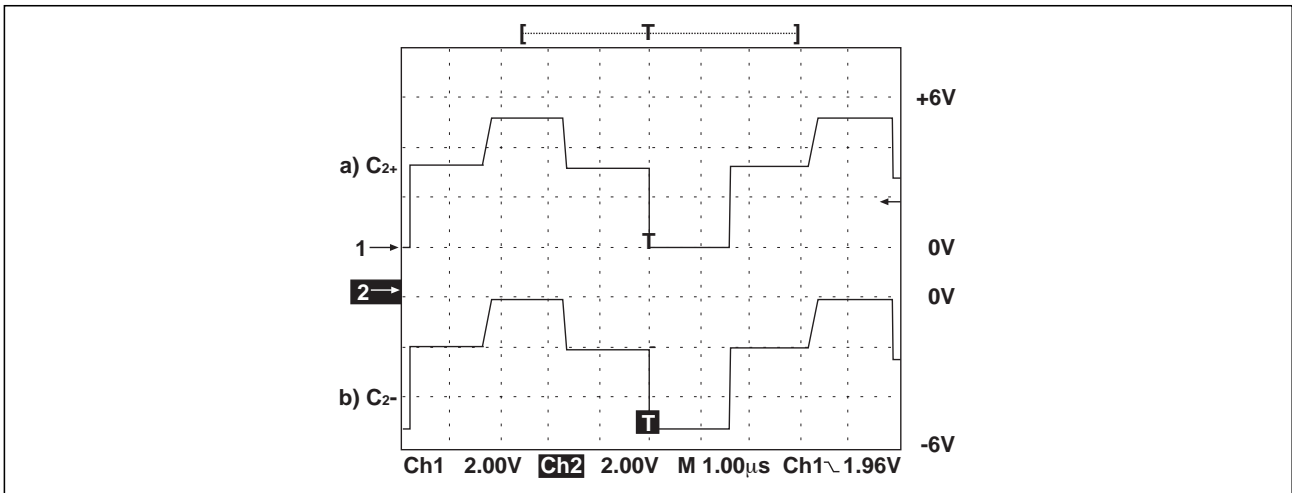 [ T ]
+6V
a) C2+
T
1 0V
2 0V
b) C2-
T
-6V
Ch1 2.00V Ch2 2.00V M 1.00µs Ch1 1.96V